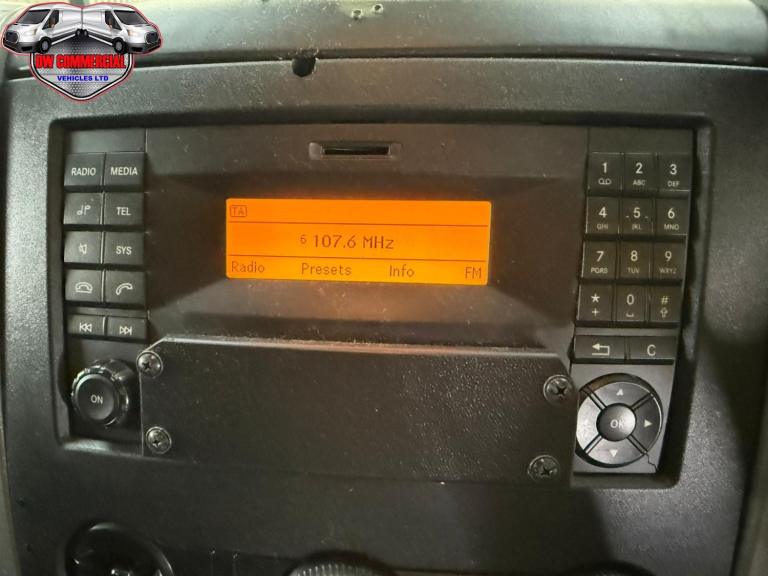 DW COMMERCIAL
VEHICLES LTD
RADIO MEDIA
TEL
SYS
ON
TA
6 107.6 MHz
Radio Presets Info FM
1 2 3
ABC DEF
4 5 6
GHI JKL MNO
7 8 9
PQRS TUV WXYZ
* 0 #
+
C
OK